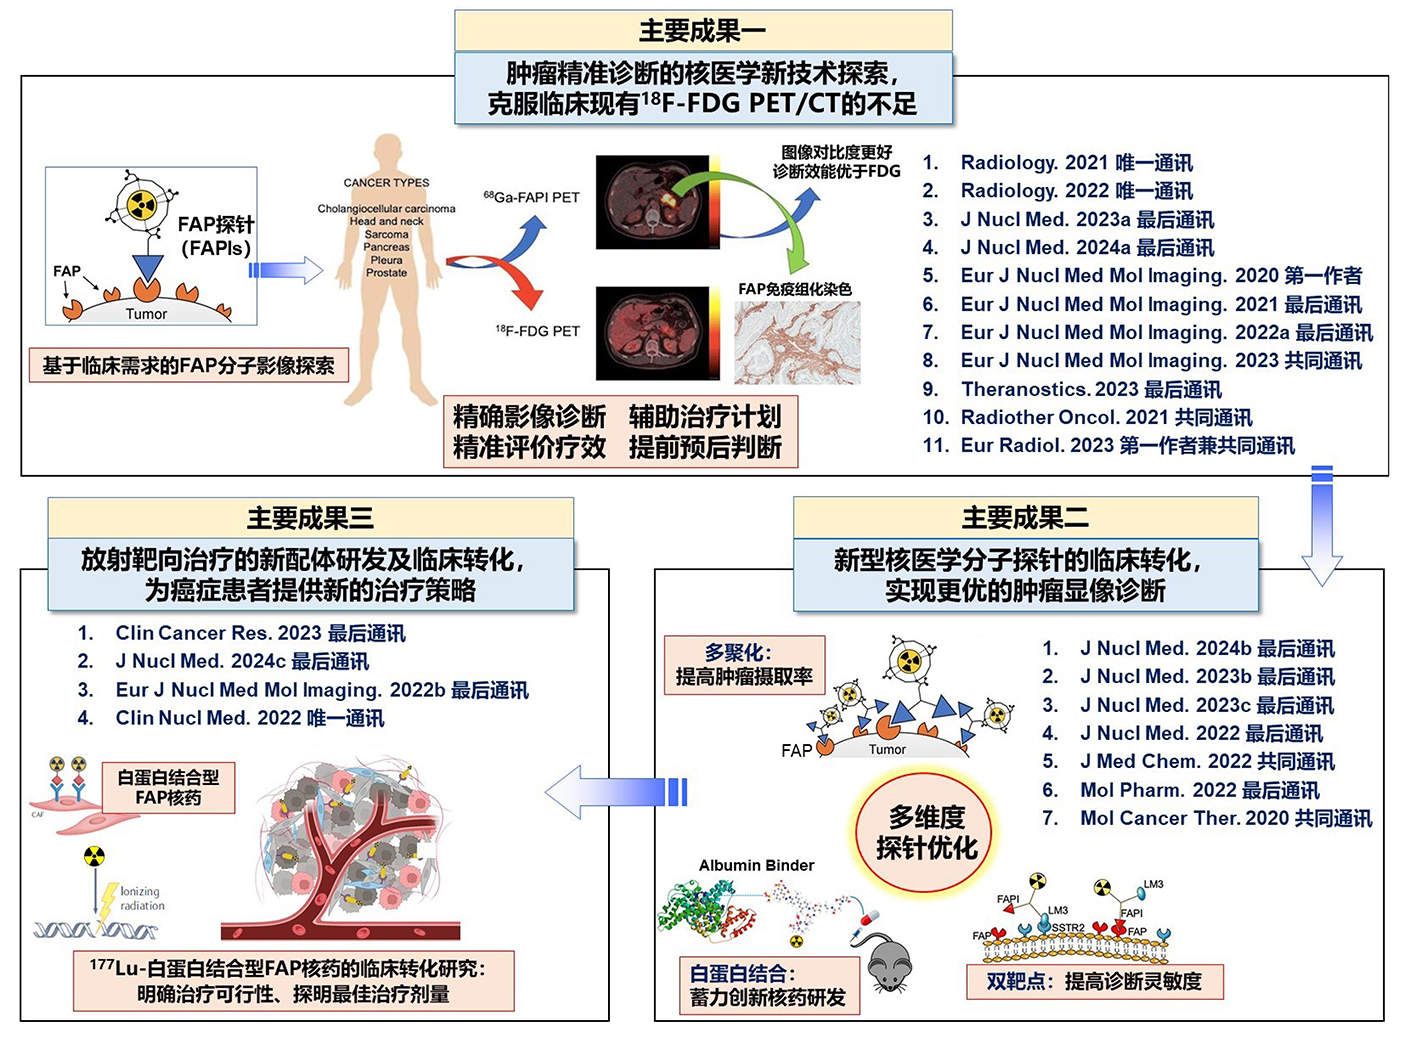 主要成果一
肿瘤精准诊断的核医学新技术探索，
克服临床现有¹⁸F-FDG PET/CT的不足
FAP探针
（FAPIs）
FAP
Tumor
基于临床需求的FAP分子影像探索
CANCER TYPES
Cholangiocellular carcinoma
Head and neck
Sarcoma
Pancreas
Pleura
Prostate
⁶⁸Ga-FAPI PET
¹⁸F-FDG PET
图像对比度更好
诊断效能优于FDG
FAP免疫组化染色
精确影像诊断 辅助治疗计划
精准评价疗效 提前预后判断
1. Radiology. 2021 唯一通讯
2. Radiology. 2022 唯一通讯
3. J Nucl Med. 2023a 最后通讯
4. J Nucl Med. 2024a 最后通讯
5. Eur J Nucl Med Mol Imaging. 2020 第一作者
6. Eur J Nucl Med Mol Imaging. 2021 最后通讯
7. Eur J Nucl Med Mol Imaging. 2022a 最后通讯
8. Eur J Nucl Med Mol Imaging. 2023 共同通讯
9. Theranostics. 2023 最后通讯
10. Radiother Oncol. 2021 共同通讯
11. Eur Radiol. 2023 第一作者兼共同通讯
主要成果三
放射靶向治疗的新配体研发及临床转化，
为癌症患者提供新的治疗策略
1. Clin Cancer Res. 2023 最后通讯
2. J Nucl Med. 2024c 最后通讯
3. Eur J Nucl Med Mol Imaging. 2022b 最后通讯
4. Clin Nucl Med. 2022 唯一通讯
白蛋白结合型
FAP核药
CAF
Ionizing
radiation
¹⁷⁷Lu-白蛋白结合型FAP核药的临床转化研究：
明确治疗可行性、探明最佳治疗剂量
主要成果二
新型核医学分子探针的临床转化，
实现更优的肿瘤显像诊断
多聚化：
提高肿瘤摄取率
FAP
Tumor
1. J Nucl Med. 2024b 最后通讯
2. J Nucl Med. 2023b 最后通讯
3. J Nucl Med. 2023c 最后通讯
4. J Nucl Med. 2022 最后通讯
5. J Med Chem. 2022 共同通讯
6. Mol Pharm. 2022 最后通讯
7. Mol Cancer Ther. 2020 共同通讯
多维度
探针优化
Albumin Binder
白蛋白结合：
蓄力创新核药研发
FAPI
LM3
FAP
SSTR2
LM3
FAPI
FAP
双靶点：提高诊断灵敏度